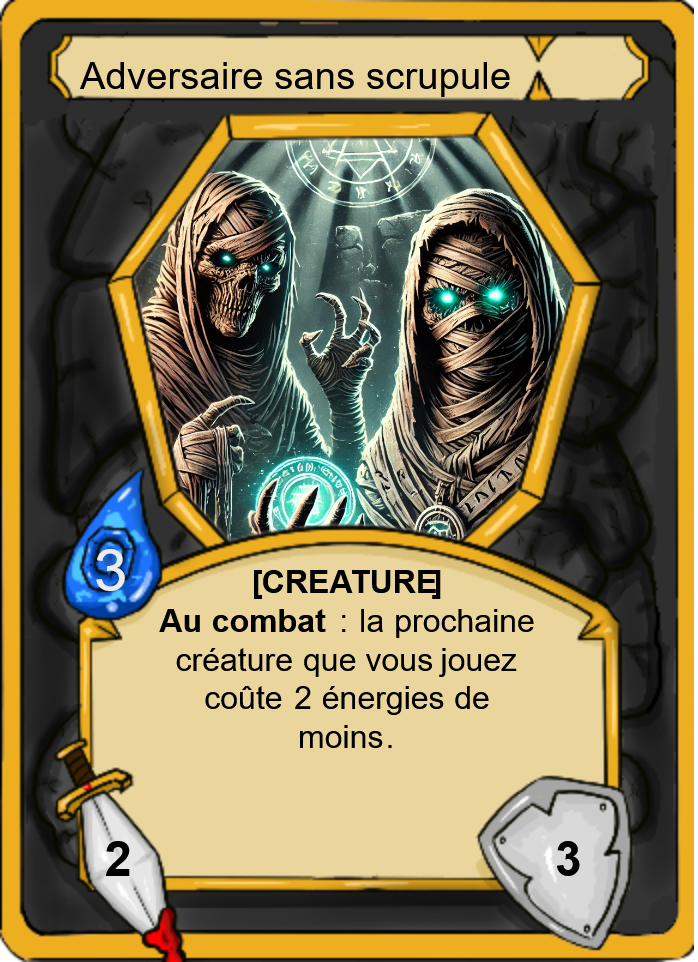 Adversaire sans scrupule
3
[CREATURE]
Au combat : la prochaine
créature que vous jouez
coûte 2 énergies de
moins.
2
3